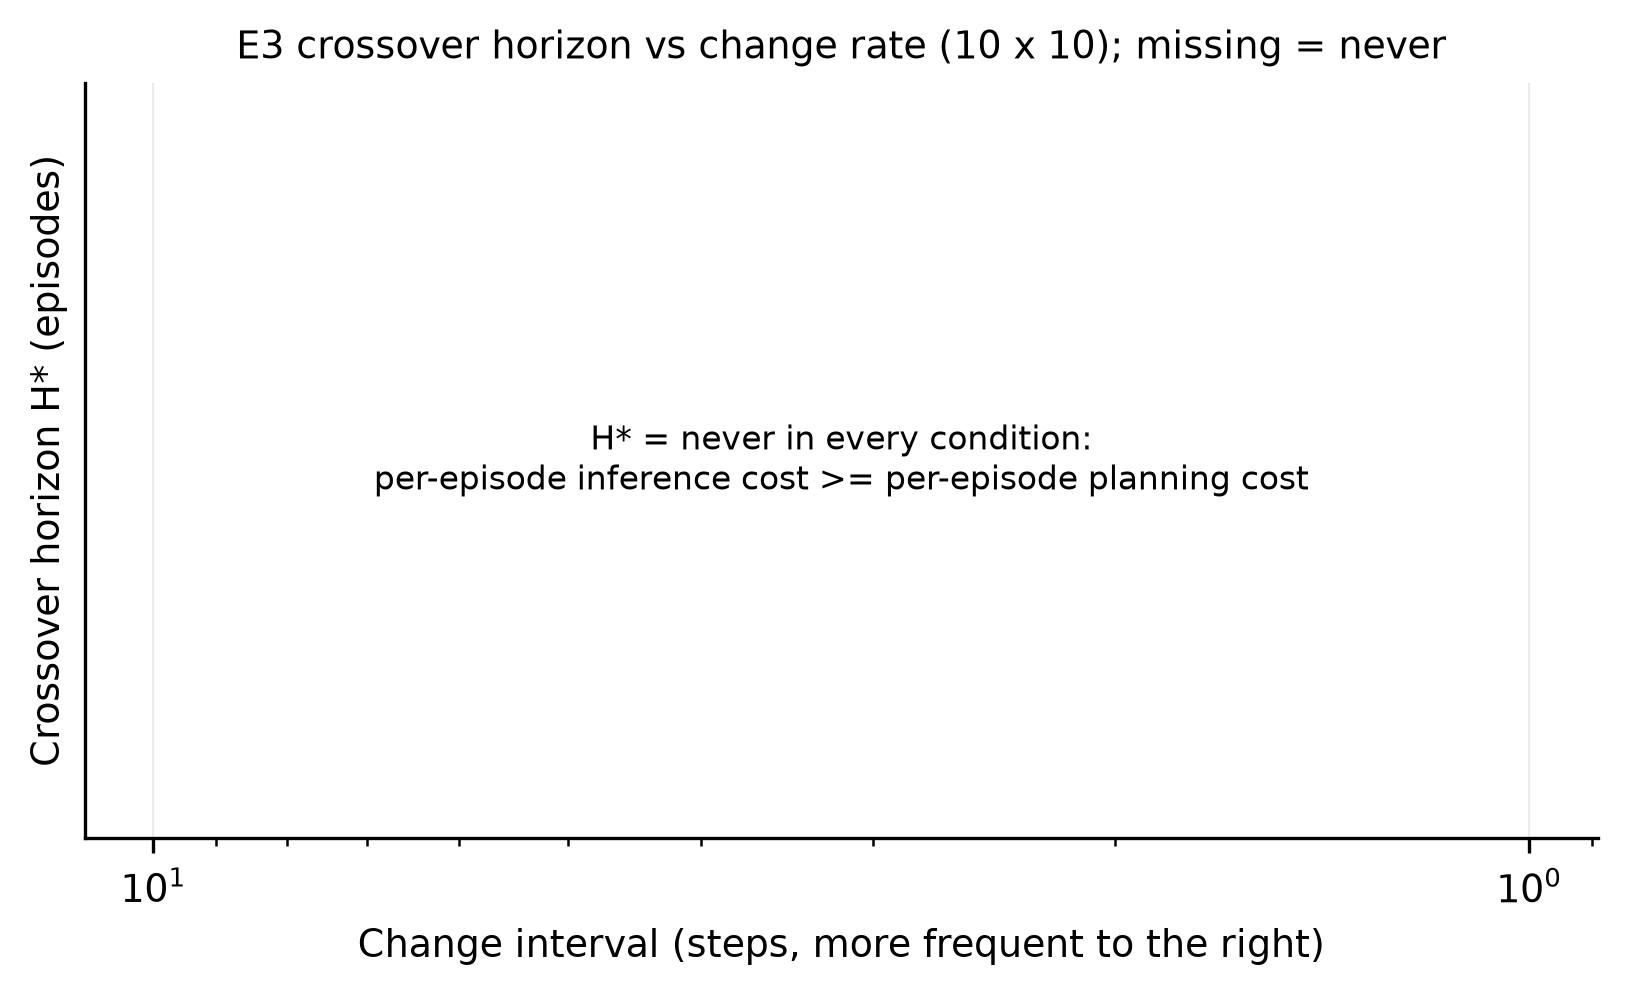 E3 crossover horizon vs change rate (10 x 10); missing = never
Crossover horizon H* (episodes)
H* = never in every condition:
per-episode inference cost >= per-episode planning cost
10¹
10⁰
Change interval (steps, more frequent to the right)